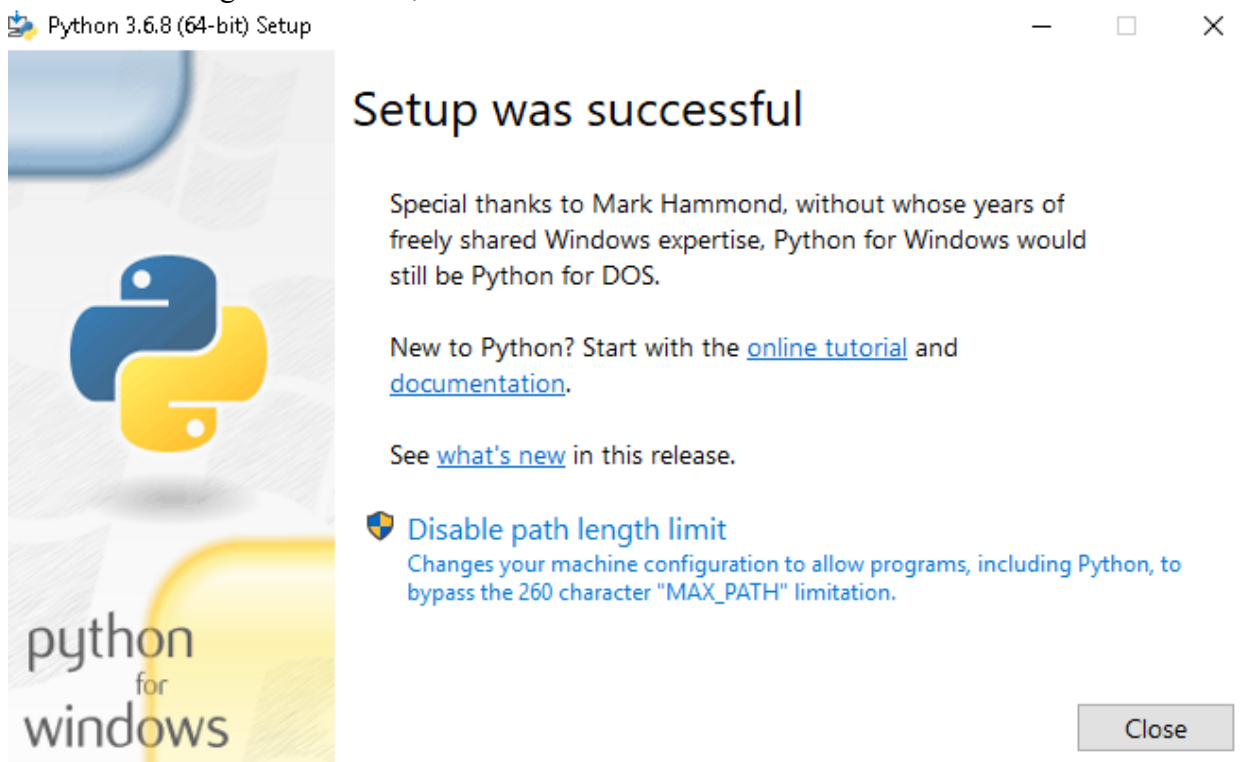 Python 3.6.8 (64-bit) Setup
Setup was successful
Special thanks to Mark Hammond, without whose years of
freely shared Windows expertise, Python for Windows would
still be Python for DOS.
New to Python? Start with the online tutorial and
documentation.
See what's new in this release.
Disable path length limit
Changes your machine configuration to allow programs, including Python, to
bypass the 260 character "MAX_PATH" limitation.
python
for
windows
Close